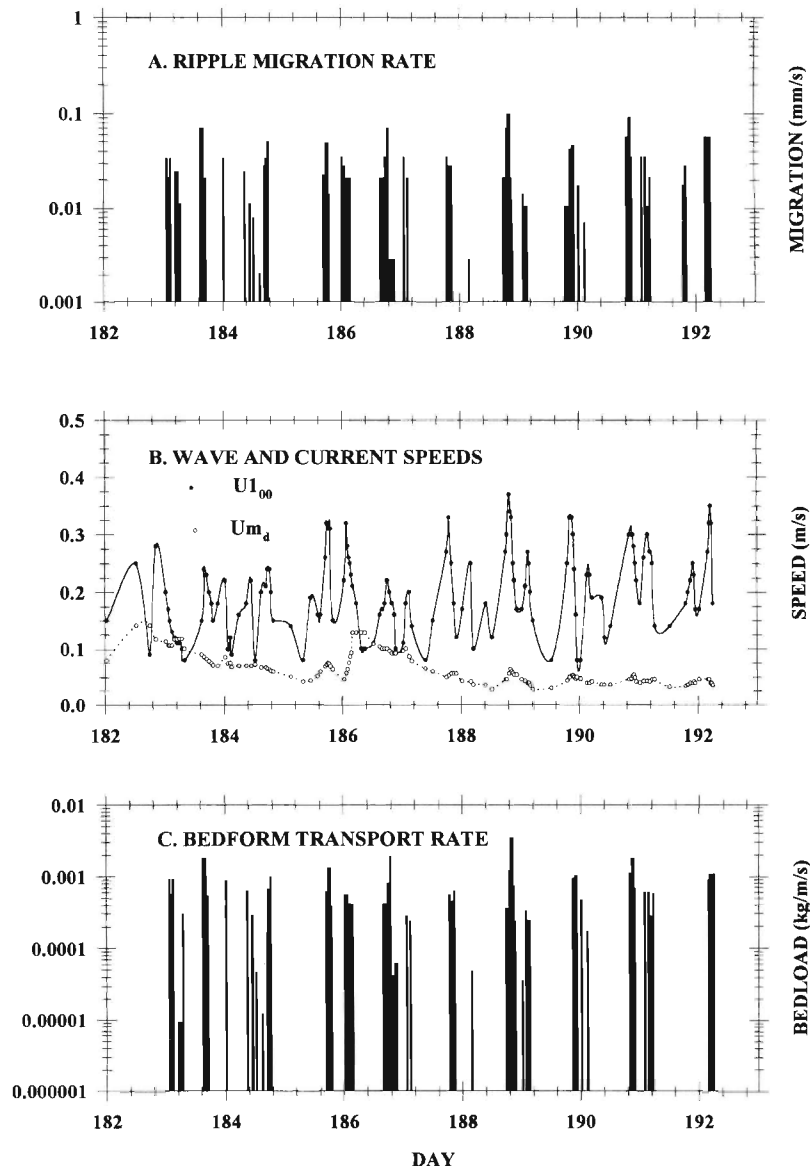 A. RIPPLE MIGRATION RATE
1
0.1
0.01
0.001
182 184 186 188 190 192
MIGRATION (mm/s)
B. WAVE AND CURRENT SPEEDS
U1₀₀
Um_d
0.5
0.4
0.3
0.2
0.1
0.0
182 184 186 188 190 192
SPEED (m/s)
C. BEDFORM TRANSPORT RATE
0.01
0.001
0.0001
0.00001
0.000001
182 184 186 188 190 192
BEDLOAD (kg/m/s)
DAY